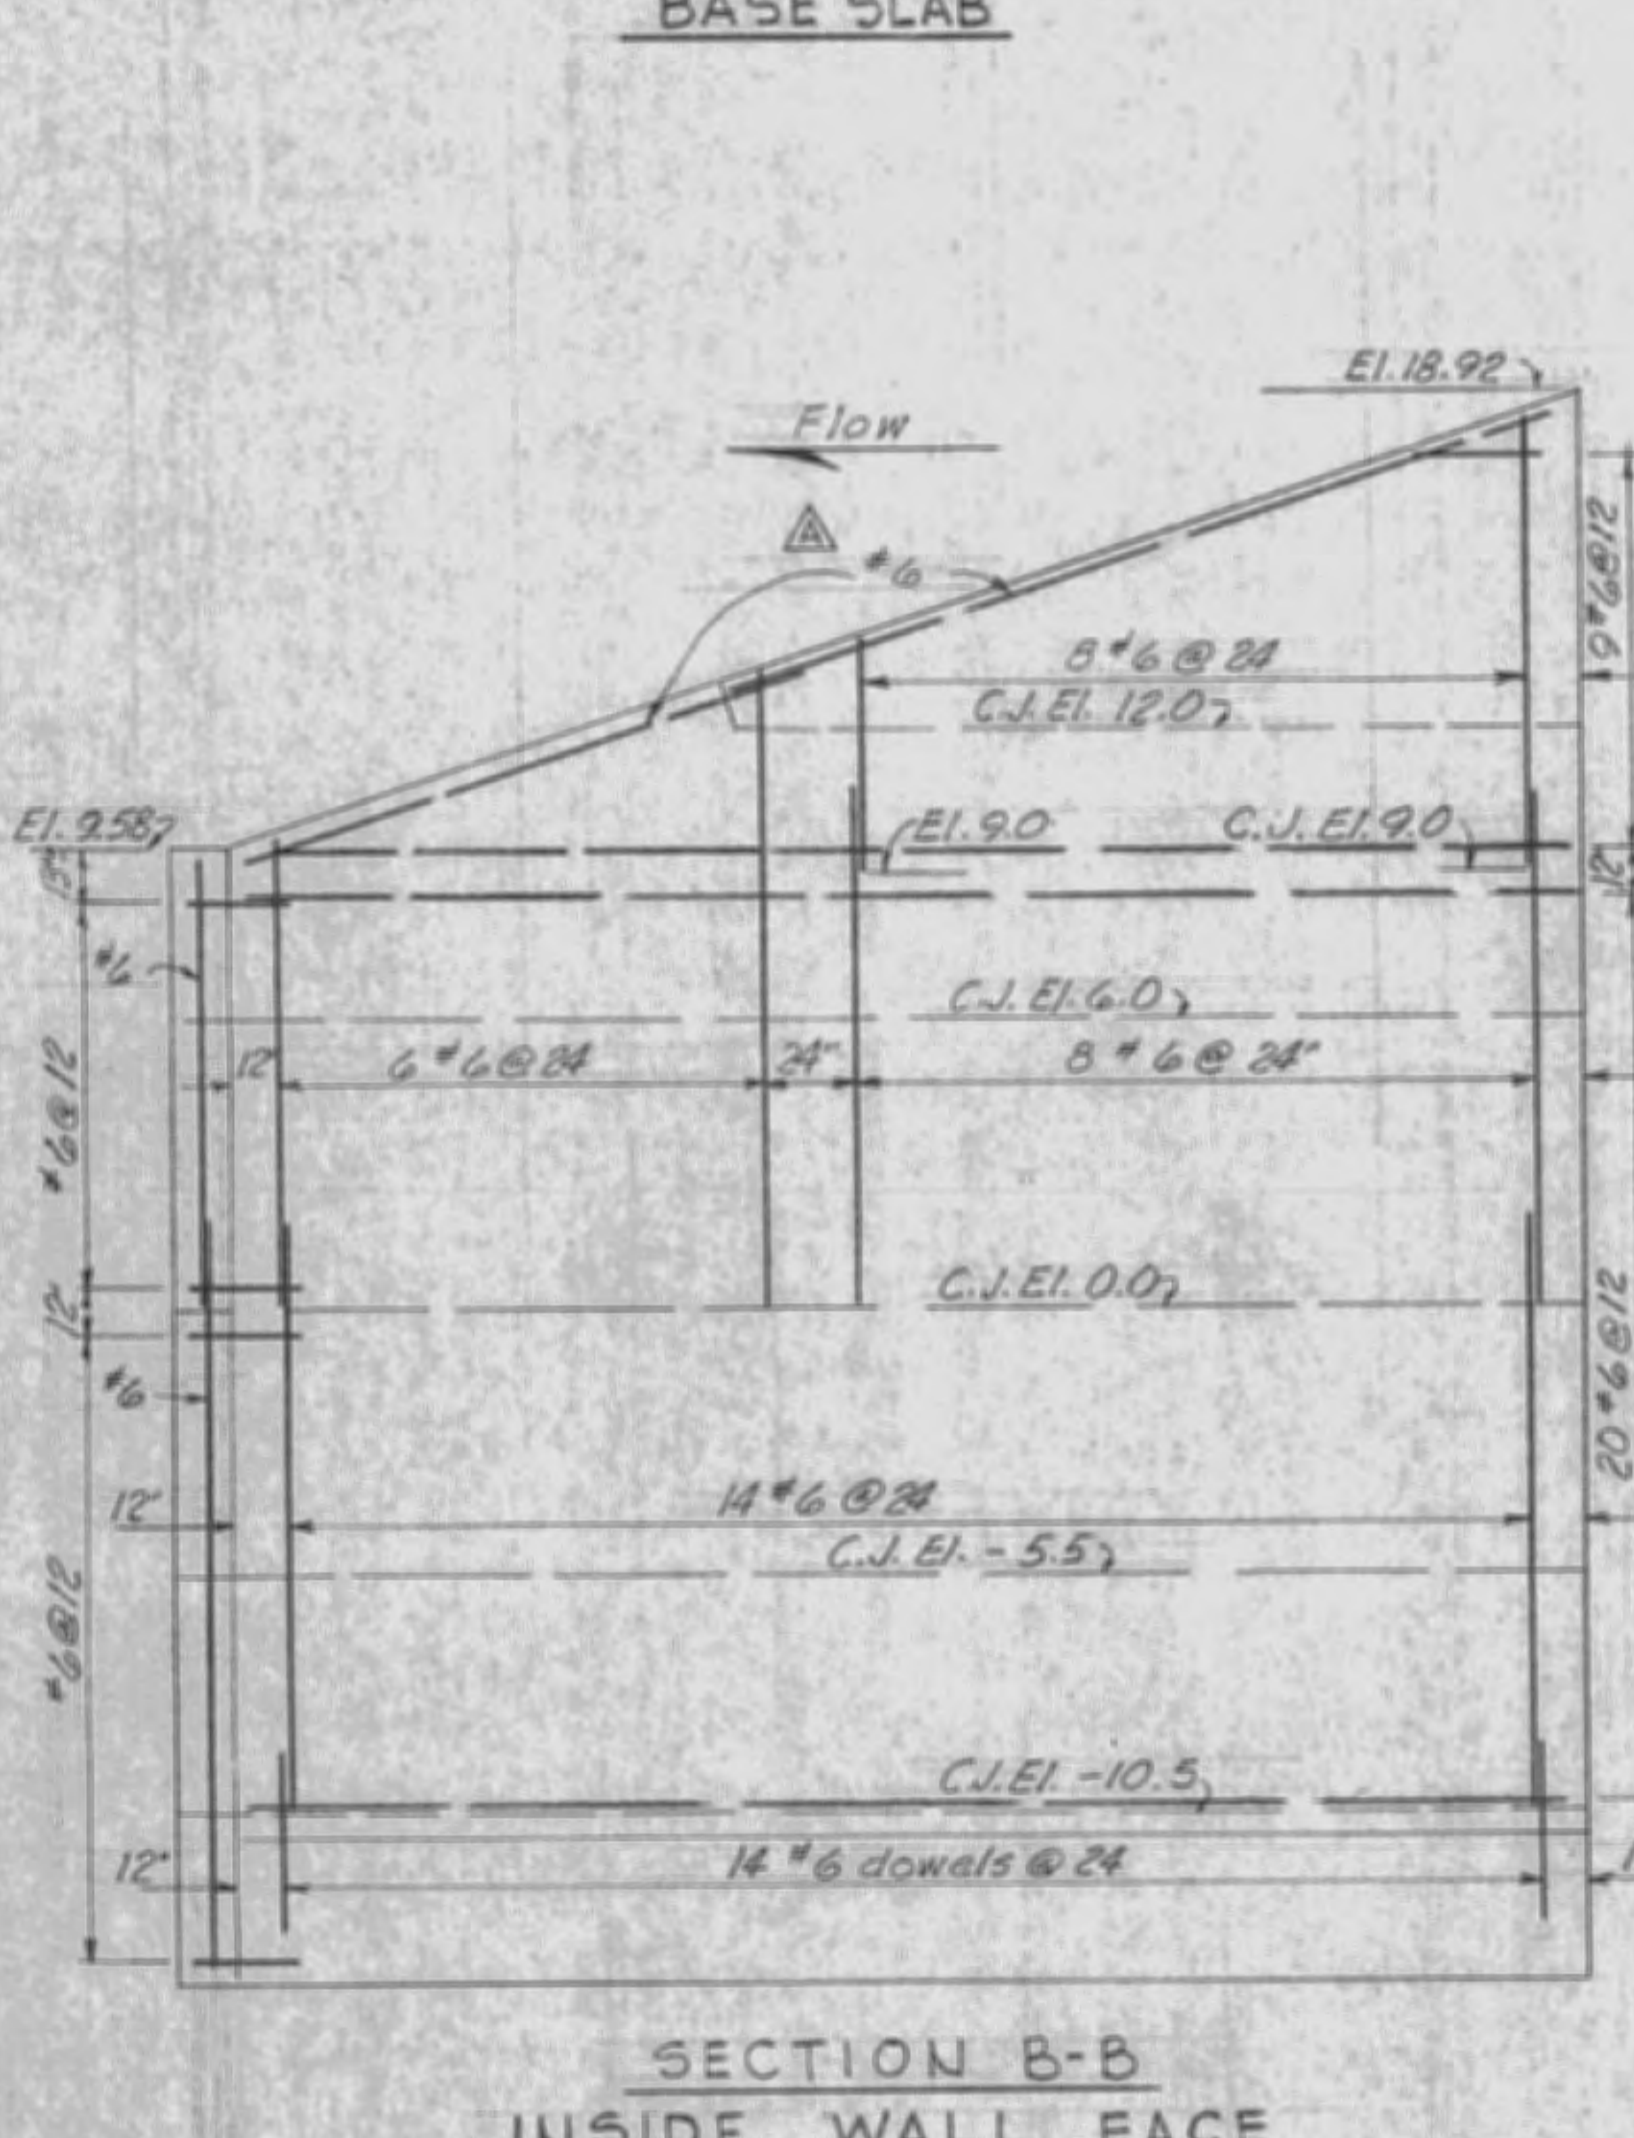 BASE SLAB
El. 18.92
Flow
A
#6
9 #6@12
8 #6 @ 24
C.J. El. 12.0
El. 9.58
El. 9.0
C.J. El. 9.0
13"
12"
#6
C.J. El. 6.0
12"
6 #6 @ 24
24"
8 #6 @ 24"
#6@12
C.J. El. 0.0
12"
#6
20 #6 @12
12"
14 #6 @ 24
C.J. El. - 5.5
#6@12
C.J. El. -10.5
12"
14 #6 dowels @ 24
SECTION B-B
INSIDE WALL FACE